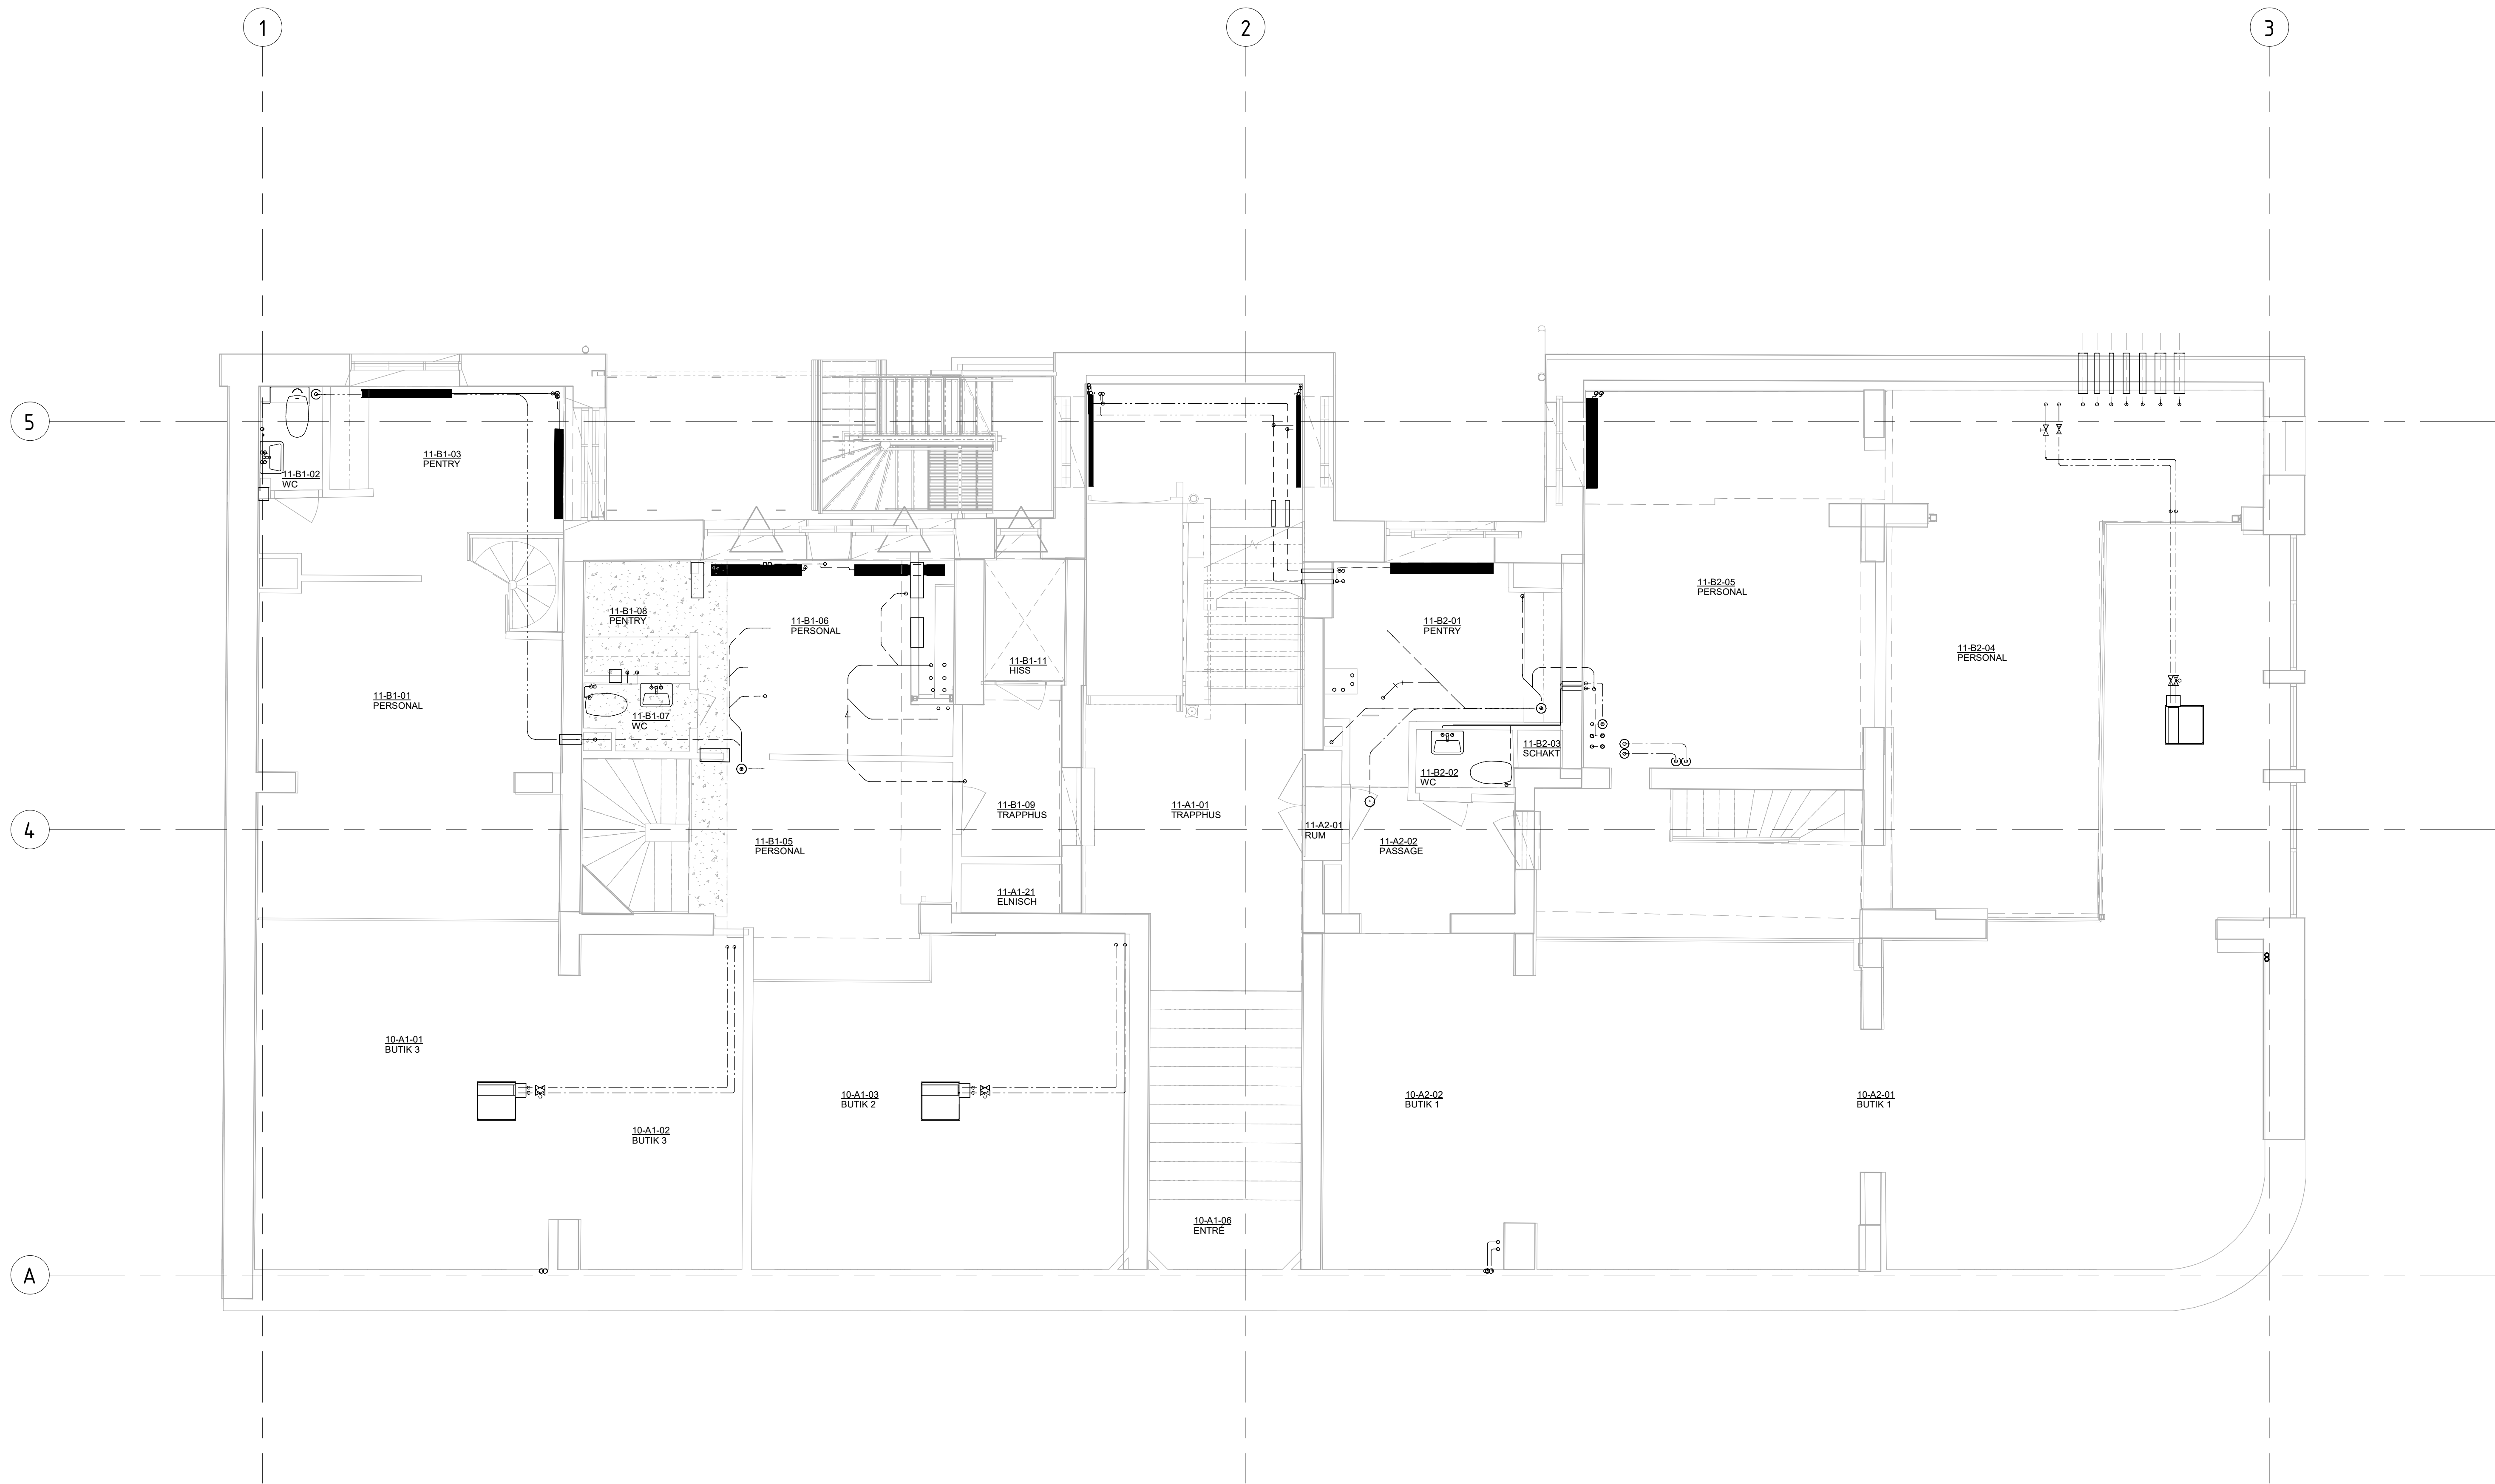 1
2
3
5
11-B1-03
PENTRY
11-B1-02
WC
11-B2-05
PERSONAL
11-B1-08
PENTRY
11-B1-06
PERSONAL
11-B2-01
PENTRY
11-B1-11
HISS
11-B2-04
PERSONAL
11-B1-01
PERSONAL
11-B1-07
WC
11-B2-03
SCHAKT
11-B2-02
WC
11-B1-09
TRAPPHUS
11-A1-01
TRAPPHUS
4
11-A2-01
RUM
11-B1-05
PERSONAL
11-A2-02
PASSAGE
11-A1-21
ELNISCH
10-A1-01
BUTIK 3
10-A1-03
BUTIK 2
10-A2-02
BUTIK 1
10-A2-01
BUTIK 1
10-A1-02
BUTIK 3
10-A1-06
ENTRÉ
A